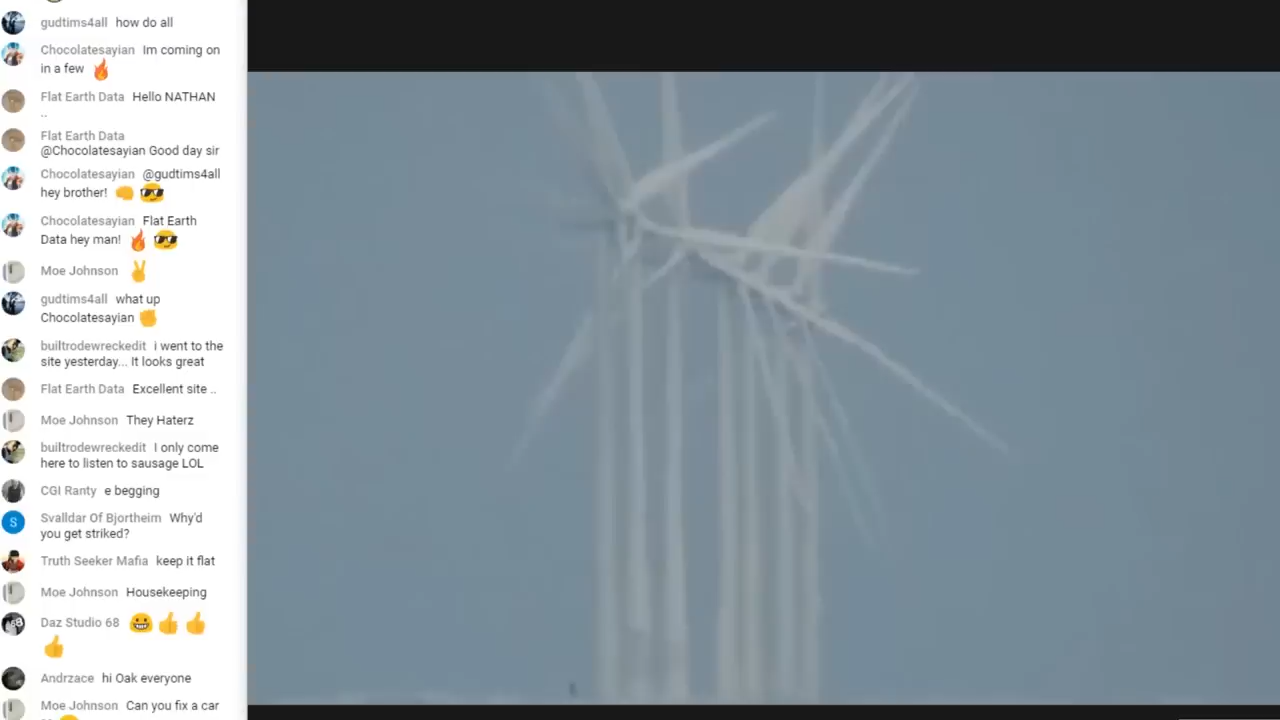 gudtims4all how do all
Chocolatesayian Im coming on
in a few
Flat Earth Data Hello NATHAN
..
Flat Earth Data
@Chocolatesayian Good day sir
Chocolatesayian @gudtims4all
hey brother!
Chocolatesayian Flat Earth
Data hey man!
Moe Johnson
gudtims4all what up
Chocolatesayian
builtrodewreckedit i went to the
site yesterday... It looks great
Flat Earth Data Excellent site ..
Moe Johnson They Haterz
builtrodewreckedit I only come
here to listen to sausage LOL
CGI Ranty e begging
S
Svalldar Of Bjortheim Why'd
you get striked?
Truth Seeker Mafia keep it flat
Moe Johnson Housekeeping
Daz Studio 68
Andrzace hi Oak everyone
Moe Johnson Can you fix a car